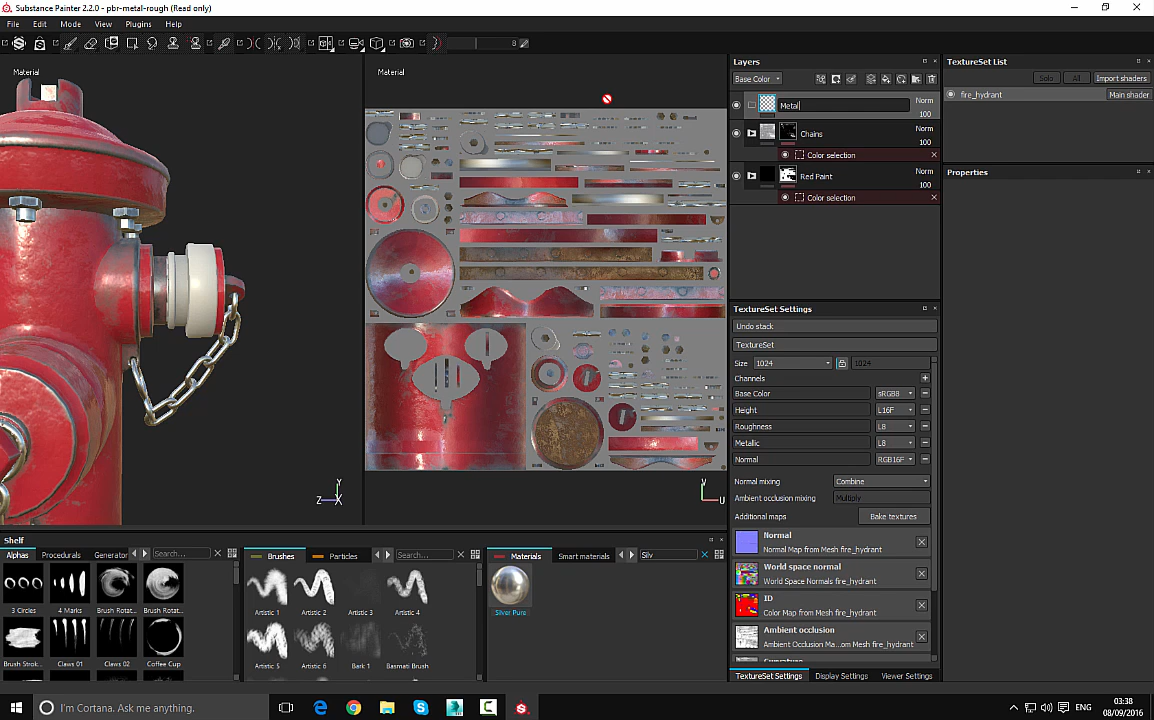 Substance Painter 2.2.0 - pbr-metal-rough (Read only)
File Edit Mode View Plugins Help
8
Material
Material
Z X Y
V U
Layers
Base Color
Metal
Norm
100
Chains
Norm
100
Color selection
Red Paint
Norm
100
Color selection
TextureSet List
Solo All Import shaders
fire_hydrant Main shader
Properties
TextureSet Settings
Undo stack
TextureSet
Size 1024 1024
Channels
Base Color sRGB8
Height L16F
Roughness L8
Metallic L8
Normal RGB16F
Normal mixing Combine
Ambient occlusion mixing Multiply
Additional maps Bake textures
Normal
Normal Map from Mesh fire_hydrant
World space normal
World Space Normals fire_hydrant
ID
Color Map from Mesh fire_hydrant
Ambient occlusion
Ambient Occlusion Ma...om Mesh fire_hydrant
Curvature
TextureSet Settings Display Settings Viewer Settings
Shelf
Alphas Procedurals Generator Search...
3 Circles 4 Marks Brush Rotat... Brush Rotat...
Brush Strok... Claws 01 Claws 02 Coffee Cup
Brushes Particles Search...
Artistic 1 Artistic 2 Artistic 3 Artistic 4
Artistic 5 Artistic 6 Bark 1 Basmati Brush
Materials Smart materials Silv
Silver Pure
I'm Cortana. Ask me anything.
ENG
03:38
08/09/2016